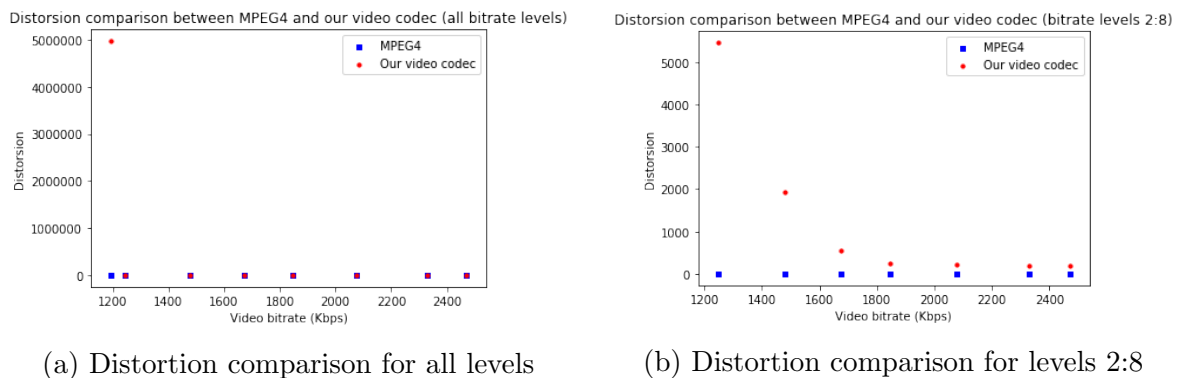 Distorsion comparison between MPEG4 and our video codec (all bitrate levels)
5000000
4000000
3000000
2000000
1000000
0
Distorsion
MPEG4
Our video codec
1200 1400 1600 1800 2000 2200 2400
Video bitrate (Kbps)
(a) Distortion comparison for all levels
Distorsion comparison between MPEG4 and our video codec (bitrate levels 2:8)
5000
4000
3000
2000
1000
0
Distorsion
MPEG4
Our video codec
1200 1400 1600 1800 2000 2200 2400
Video bitrate (Kbps)
(b) Distortion comparison for levels 2:8